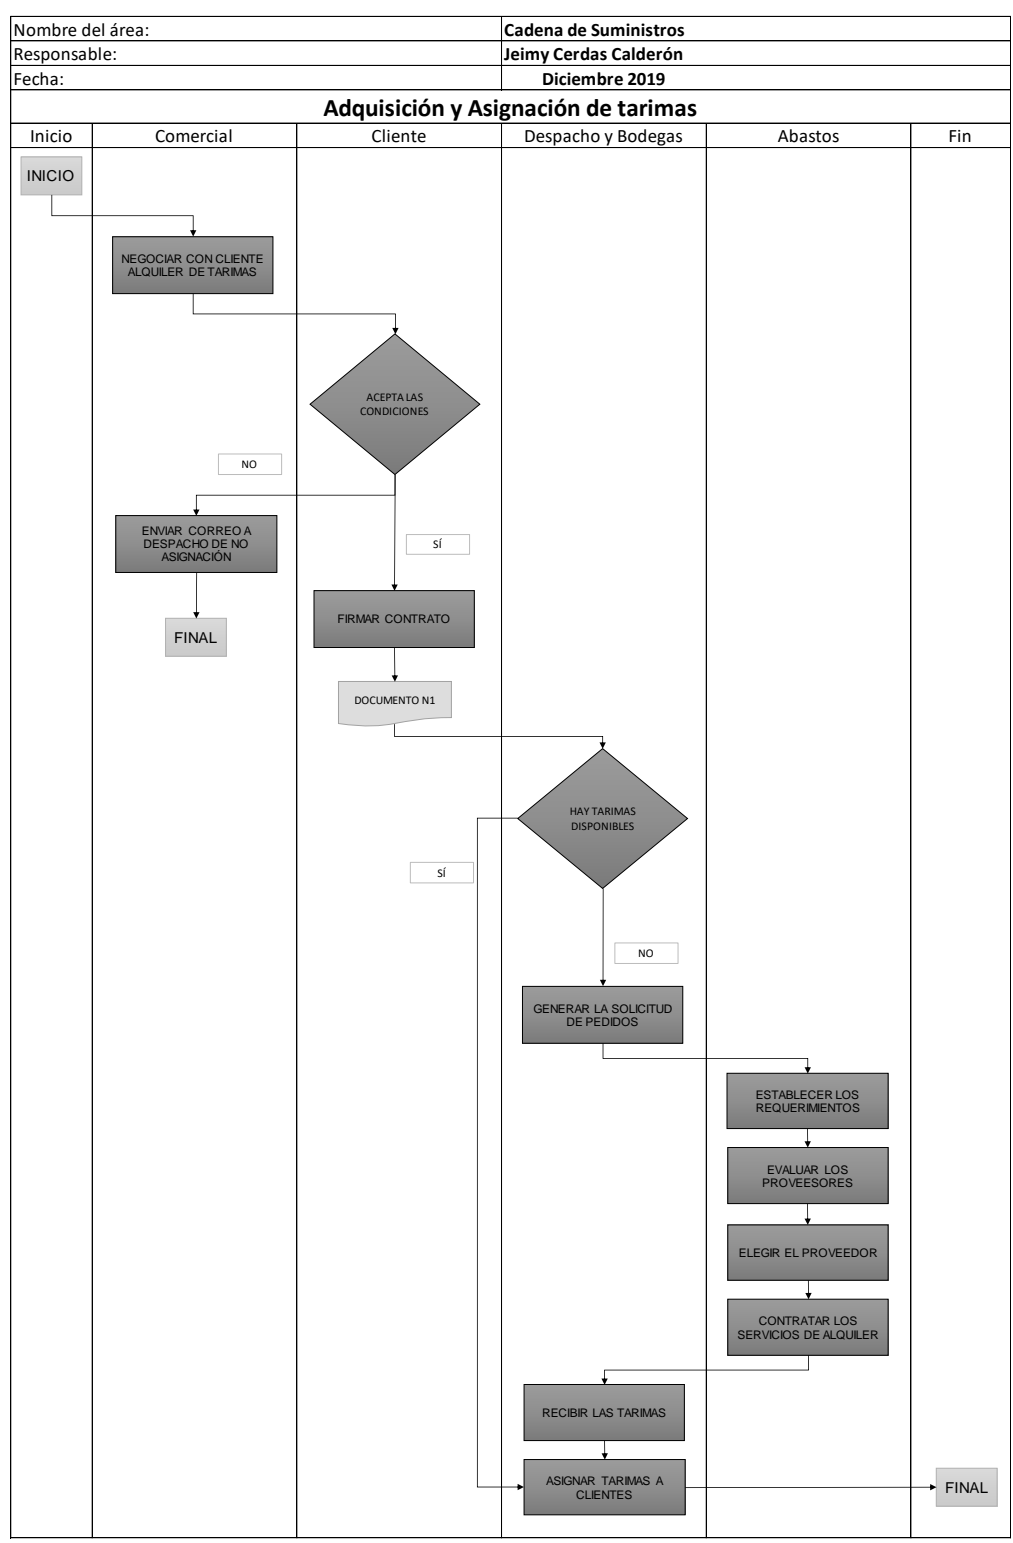 Nombre del área: Cadena de Suministros
Responsable: Jeimy Cerdas Calderón
Fecha: Diciembre 2019
Adquisición y Asignación de tarimas
Inicio Comercial Cliente Despacho y Bodegas Abastos Fin
INICIO
NEGOCIAR CON CLIENTE
ALQUILER DE TARIMAS
ACEPTA LAS
CONDICIONES
NO
ENVIAR CORREO A
DESPACHO DE NO
ASIGNACIÓN
SÍ
FIRMAR CONTRATO
FINAL
DOCUMENTO N1
HAY TARIMAS
DISPONIBLES
SÍ
NO
GENERAR LA SOLICITUD
DE PEDIDOS
ESTABLECER LOS
REQUERIMIENTOS
EVALUAR LOS
PROVEESORES
ELEGIR EL PROVEEDOR
CONTRATAR LOS
SERVICIOS DE ALQUILER
RECIBIR LAS TARIMAS
ASIGNAR TARIMAS A
CLIENTES
FINAL